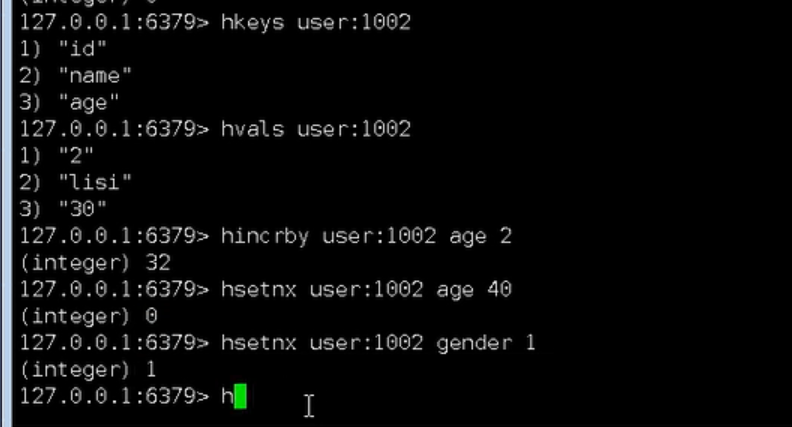 127.0.0.1:6379> hkeys user:1002
1) "id"
2) "name"
3) "age"
127.0.0.1:6379> hvals user:1002
1) "2"
2) "lisi"
3) "30"
127.0.0.1:6379> hincrby user:1002 age 2
(integer) 32
127.0.0.1:6379> hsetnx user:1002 age 40
(integer) 0
127.0.0.1:6379> hsetnx user:1002 gender 1
(integer) 1
127.0.0.1:6379> h